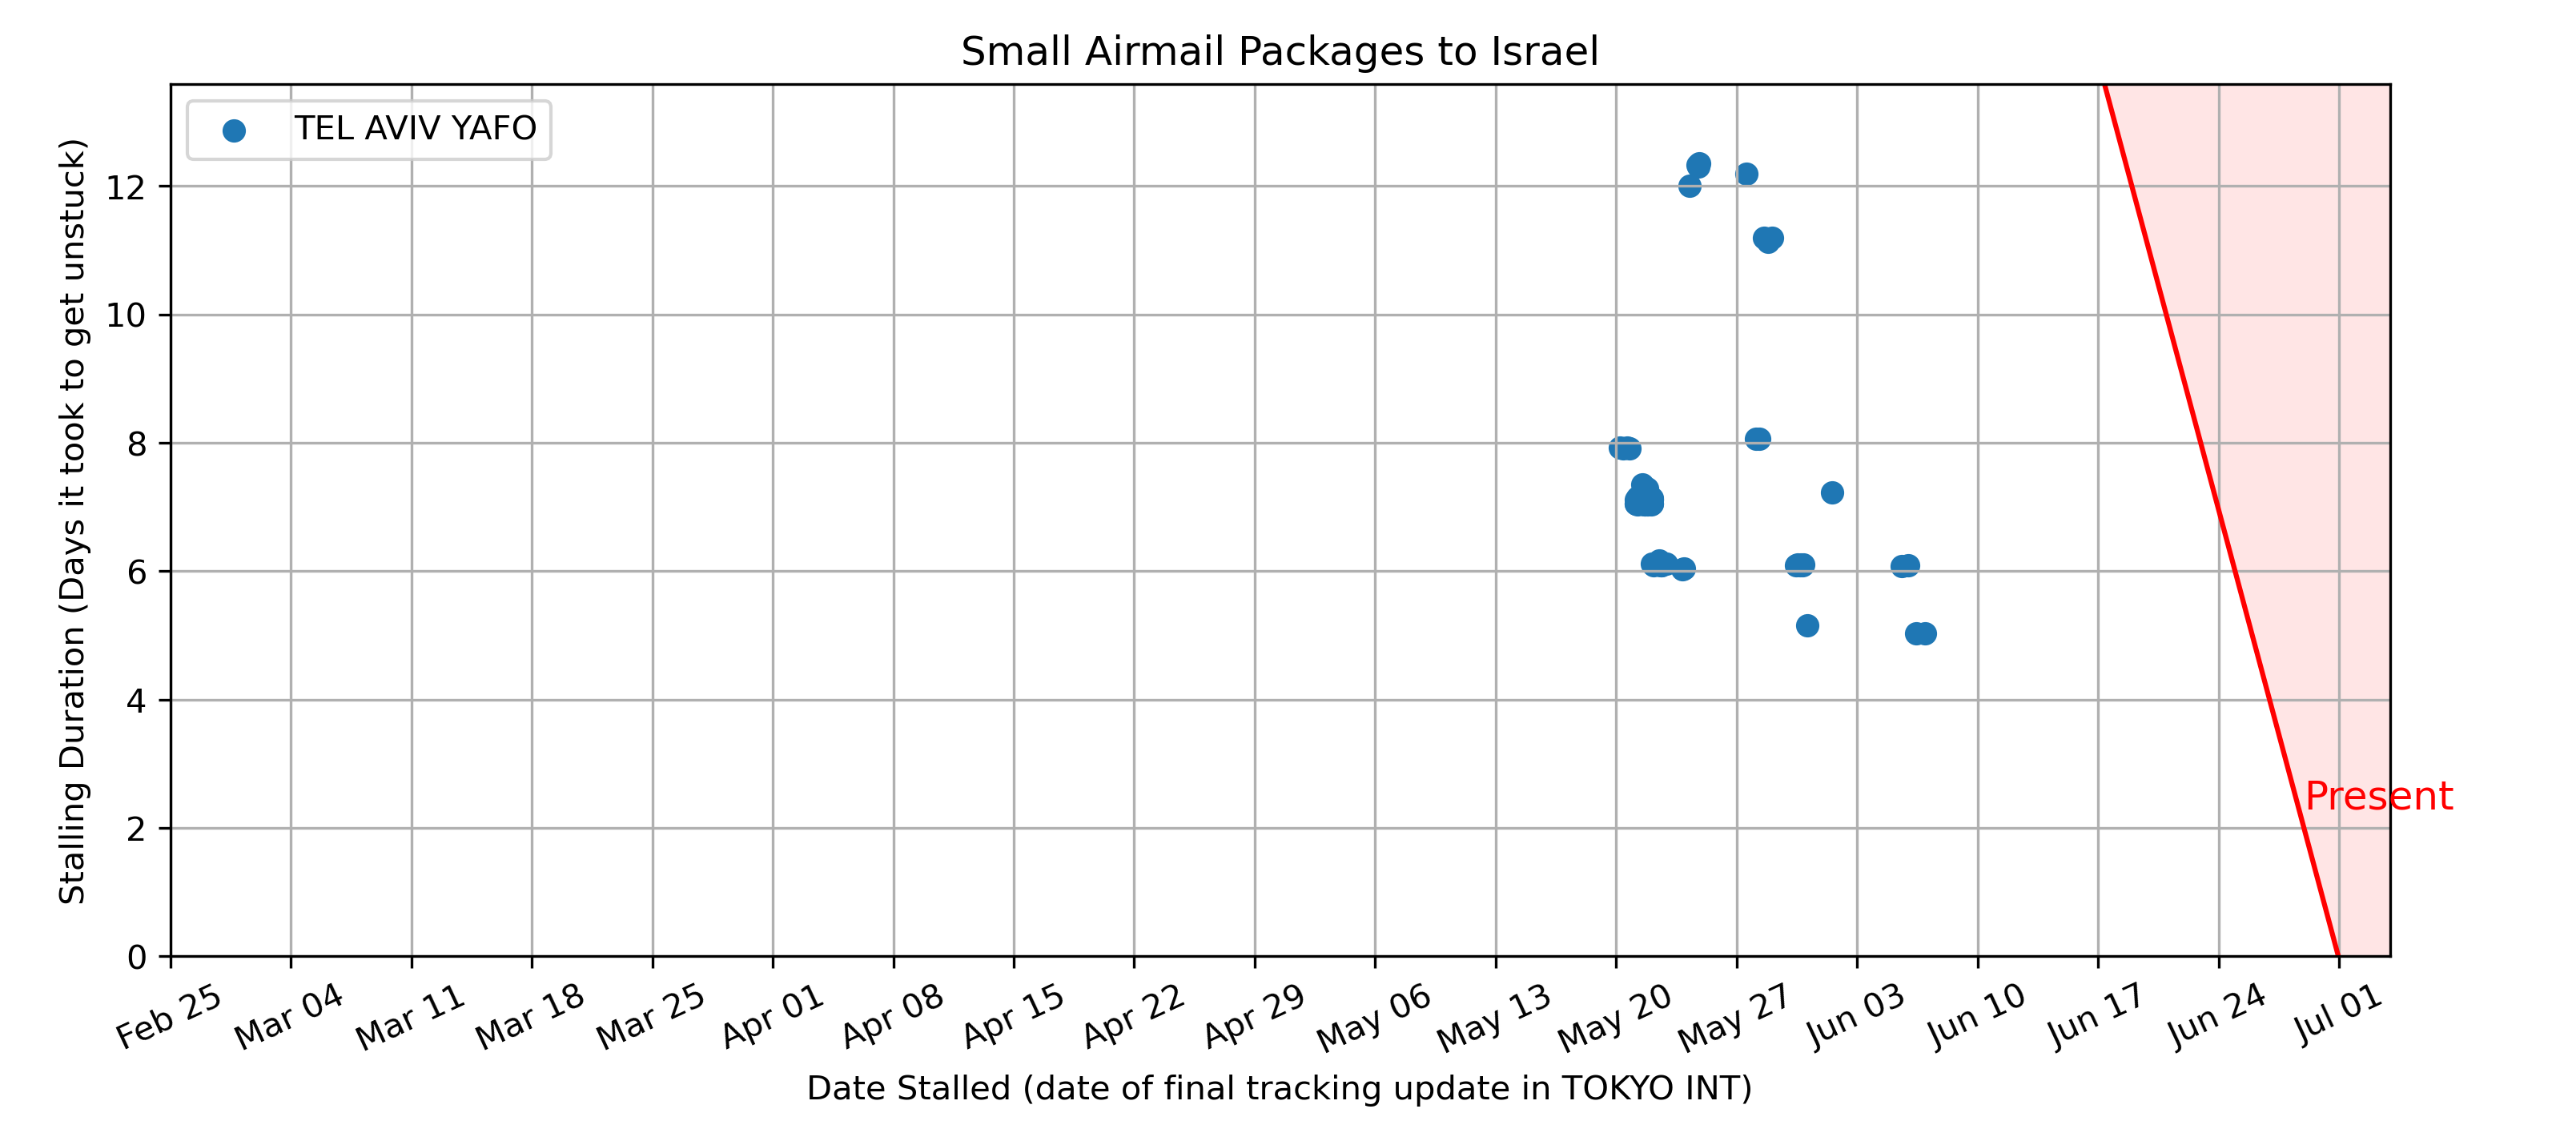 Small Airmail Packages to Israel
TEL AVIV YAFO
Stalling Duration (Days it took to get unstuck)
12
10
8
6
4
2
0
Present
Feb 25
Mar 04
Mar 11
Mar 18
Mar 25
Apr 01
Apr 08
Apr 15
Apr 22
Apr 29
May 06
May 13
May 20
May 27
Jun 03
Jun 10
Jun 17
Jun 24
Jul 01
Date Stalled (date of final tracking update in TOKYO INT)